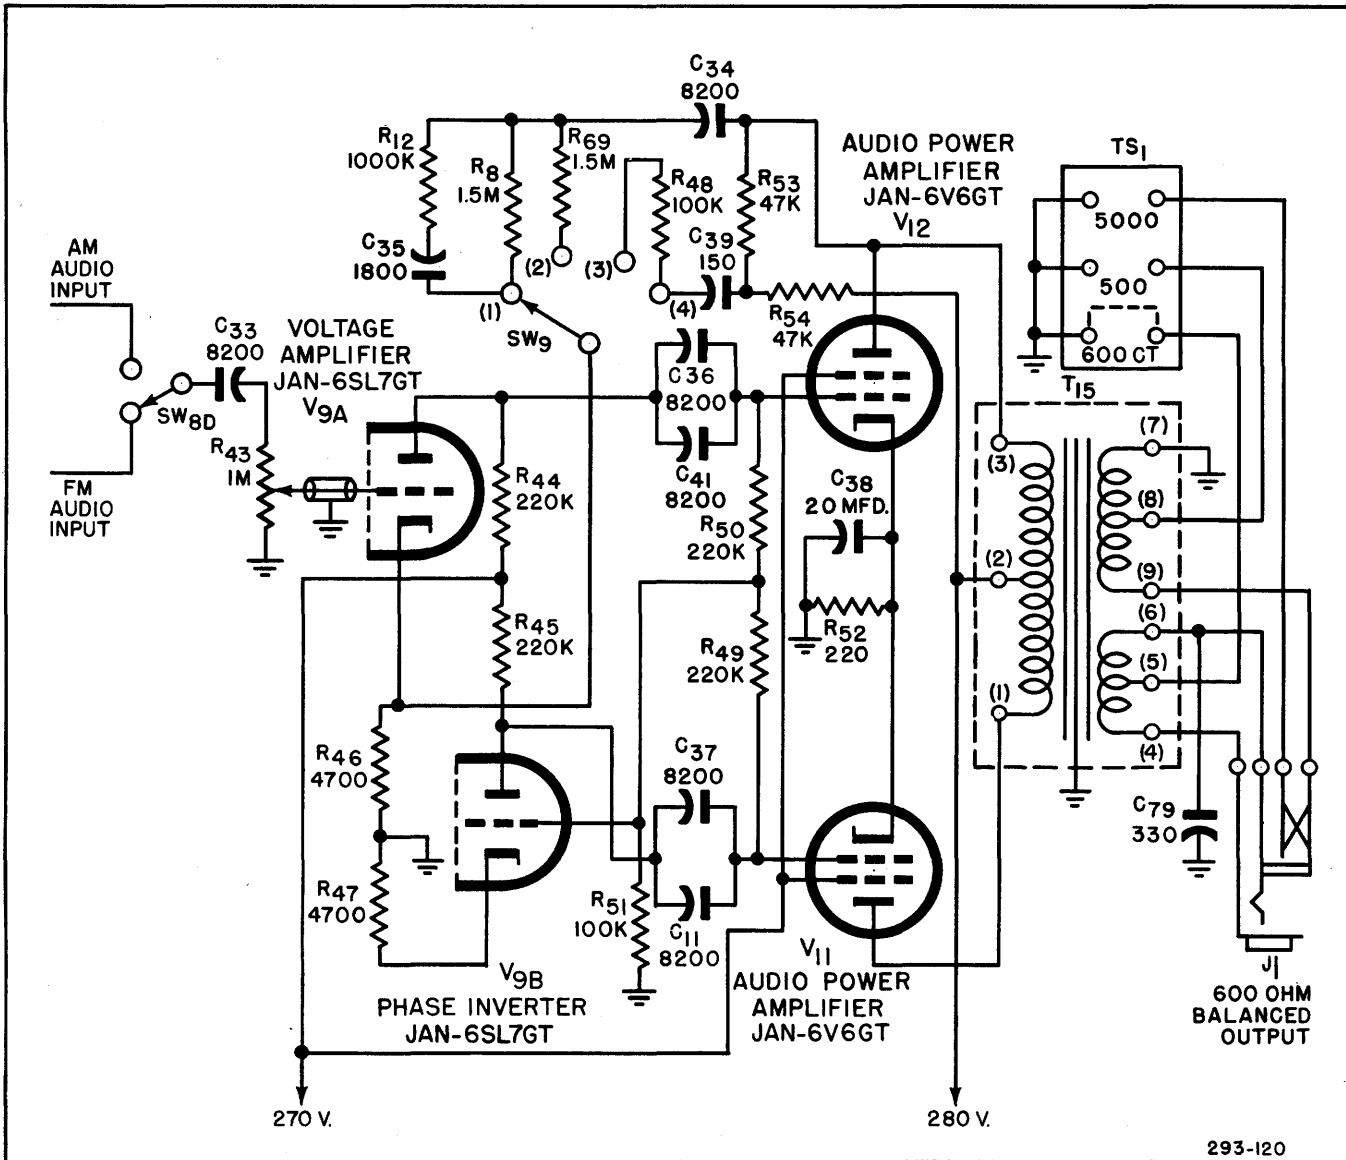 C34
8200
R12
1000K
R8
1.5M
R69
1.5M
R48
100K
R53
47K
AUDIO POWER
AMPLIFIER
JAN-6V6GT
V12
TS1
5000
500
600 CT
AM
AUDIO
INPUT
C35
1800
(1)
(2)
(3)
C39
150
(4)
R54
47K
SW9
C33
8200
VOLTAGE
AMPLIFIER
JAN-6SL7GT
V9A
SW8D
C36
8200
C41
8200
T15
(3)
(2)
(1)
(7)
(8)
(9)
(6)
(5)
(4)
R43
1M
FM
AUDIO
INPUT
R44
220K
R50
220K
C38
20 MFD.
R45
220K
R49
220K
R52
220
R46
4700
C37
8200
C79
330
R47
4700
R51
100K
C11
8200
V9B
PHASE INVERTER
JAN-6SL7GT
V11
AUDIO POWER
AMPLIFIER
JAN-6V6GT
J1
600 OHM
BALANCED
OUTPUT
270 V.
280 V.
293-120